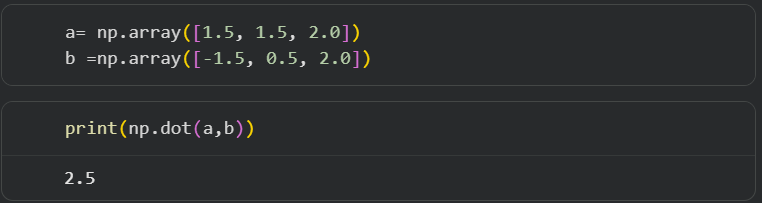 a= np.array([1.5, 1.5, 2.0])
b =np.array([-1.5, 0.5, 2.0])
print(np.dot(a,b))
2.5